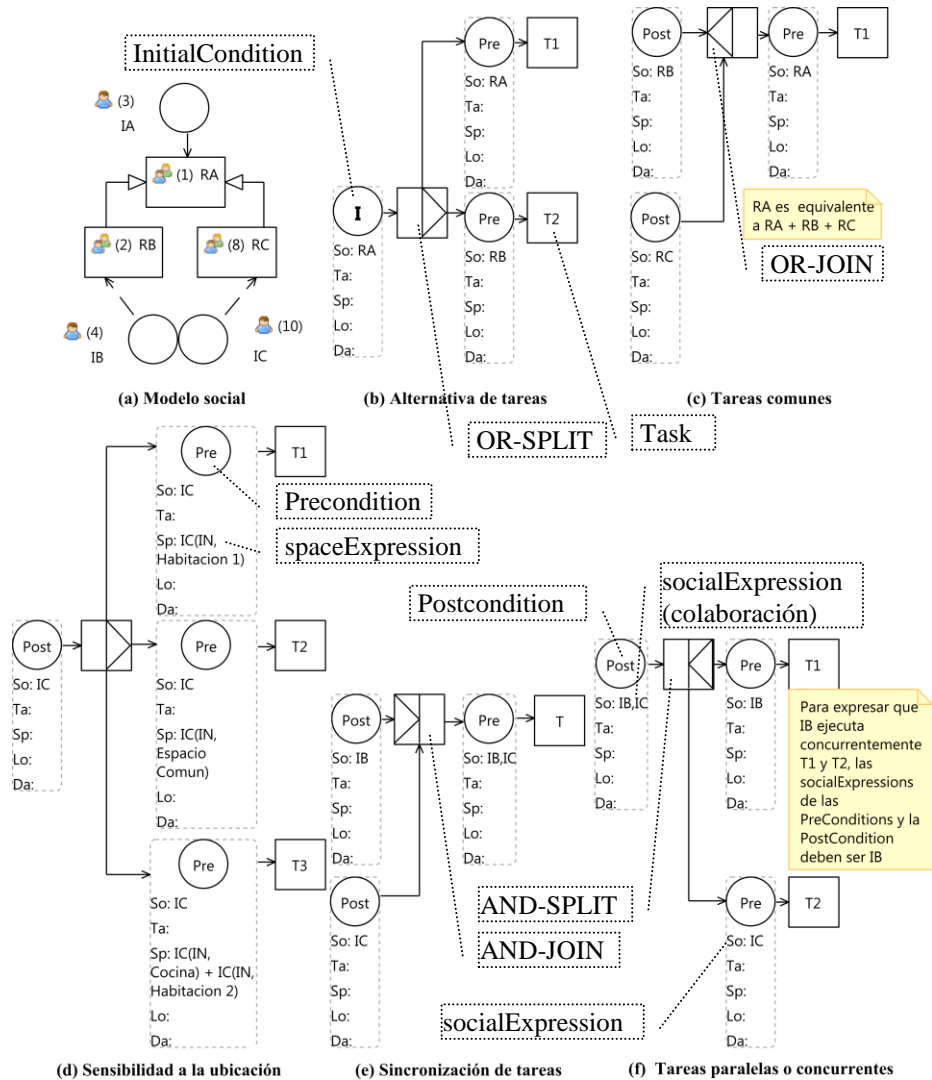 InitialCondition
(3)
IA
(1) RA
(2) RB
(8) RC
(4)
IB
(10)
IC
(a) Modelo social
I
So: RA
Ta:
Sp:
Lo:
Da:
Pre
T1
So: RA
Ta:
Sp:
Lo:
Da:
Pre
T2
So: RB
Ta:
Sp:
Lo:
Da:
(b) Alternativa de tareas
OR-SPLIT
Task
Post
So: RB
Ta:
Sp:
Lo:
Da:
Pre
T1
So: RA
Ta:
Sp:
Lo:
Da:
Post
So: RC
Ta:
Sp:
Lo:
Da:
RA es equivalente
a RA + RB + RC
OR-JOIN
(c) Tareas comunes
Post
So: IC
Ta:
Sp:
Lo:
Da:
Pre
T1
So: IC
Ta:
Sp: IC(IN,
Habitacion 1)
Lo:
Da:
Precondition
spaceExpression
Pre
T2
So: IC
Ta:
Sp: IC(IN,
Espacio
Comun)
Lo:
Da:
Pre
T3
So: IC
Ta:
Sp: IC(IN,
Cocina) + IC(IN,
Habitacion 2)
Lo:
Da:
(d) Sensibilidad a la ubicación
Post
So: IB
Ta:
Sp:
Lo:
Da:
Pre
T
So: IB,IC
Ta:
Sp:
Lo:
Da:
Post
So: IC
Ta:
Sp:
Lo:
Da:
AND-SPLIT
AND-JOIN
(e) Sincronización de tareas
Postcondition
socialExpression
(colaboración)
Post
So: IB,IC
Ta:
Sp:
Lo:
Da:
Pre
T1
So: IB
Ta:
Sp:
Lo:
Da:
Para expresar que
IB ejecuta
concurrentemente
T1 y T2, las
socialExpressions
de las
PreConditions y la
PostCondition
deben ser IB
Pre
T2
So: IC
Ta:
Sp:
Lo:
Da:
socialExpression
(f) Tareas paralelas o concurrentes